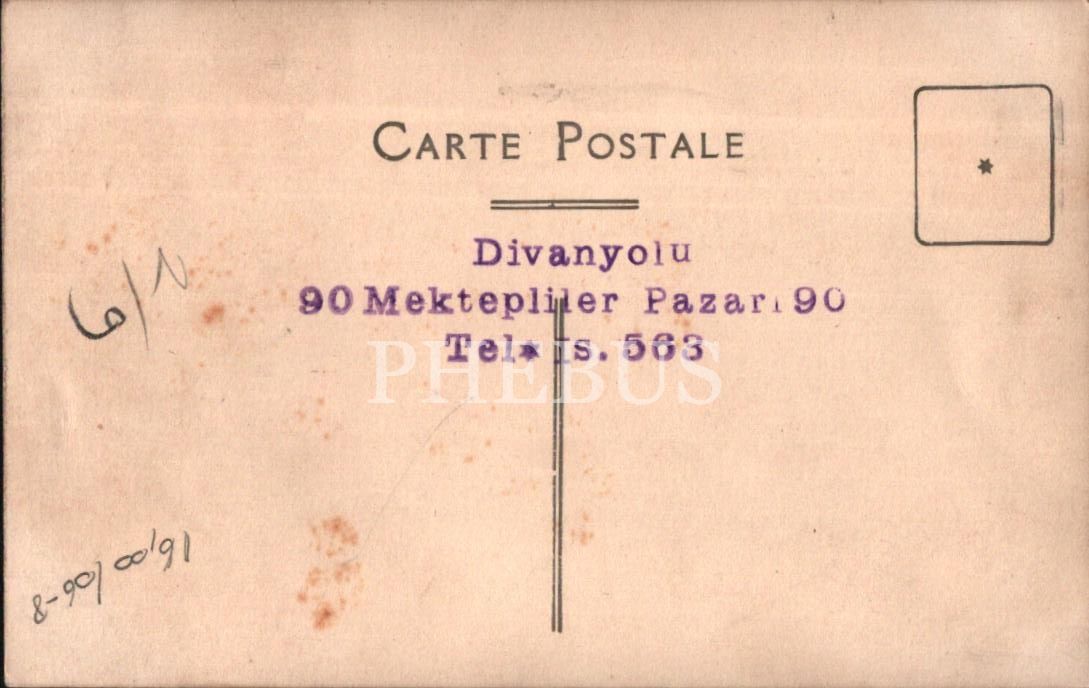 CARTE POSTALE
Divanyolu
90 Mektepliler Pazarı 90
Tel. Is. 563
PHEBUS